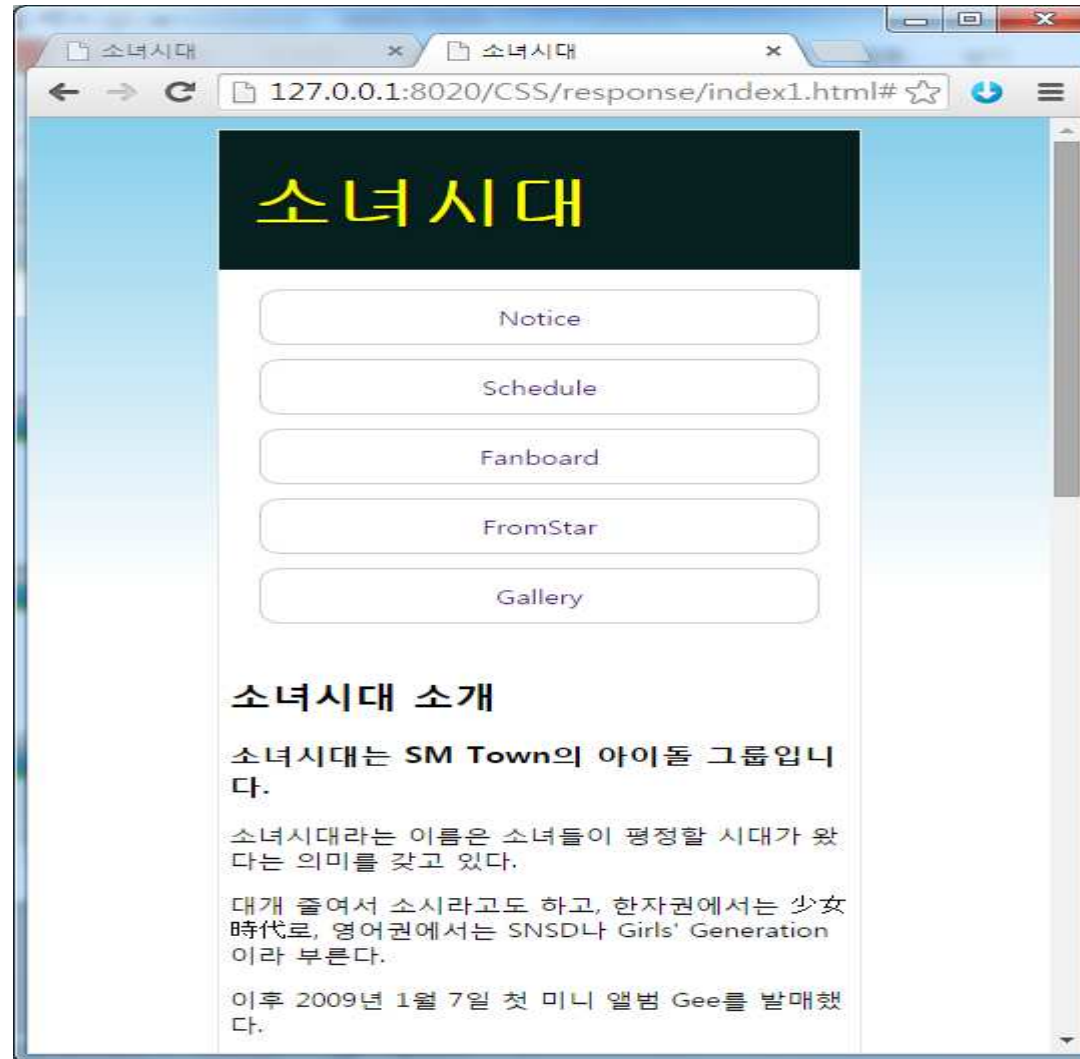 소녀시대
소녀시대
127.0.0.1:8020/CSS/response/index1.html#
소녀시대
Notice
Schedule
Fanboard
FromStar
Gallery
소녀시대 소개
소녀시대는 SM Town의 아이돌 그룹입니
다.
소녀시대라는 이름은 소녀들이 평정할 시대가 왔
다는 의미를 갖고 있다.
대개 줄여서 소시라고도 하고, 한자권에서는 少女
時代로, 영어권에서는 SNSD나 Girls' Generation
이라 부른다.
이후 2009년 1월 7일 첫 미니 앨범 Gee를 발매했
다.